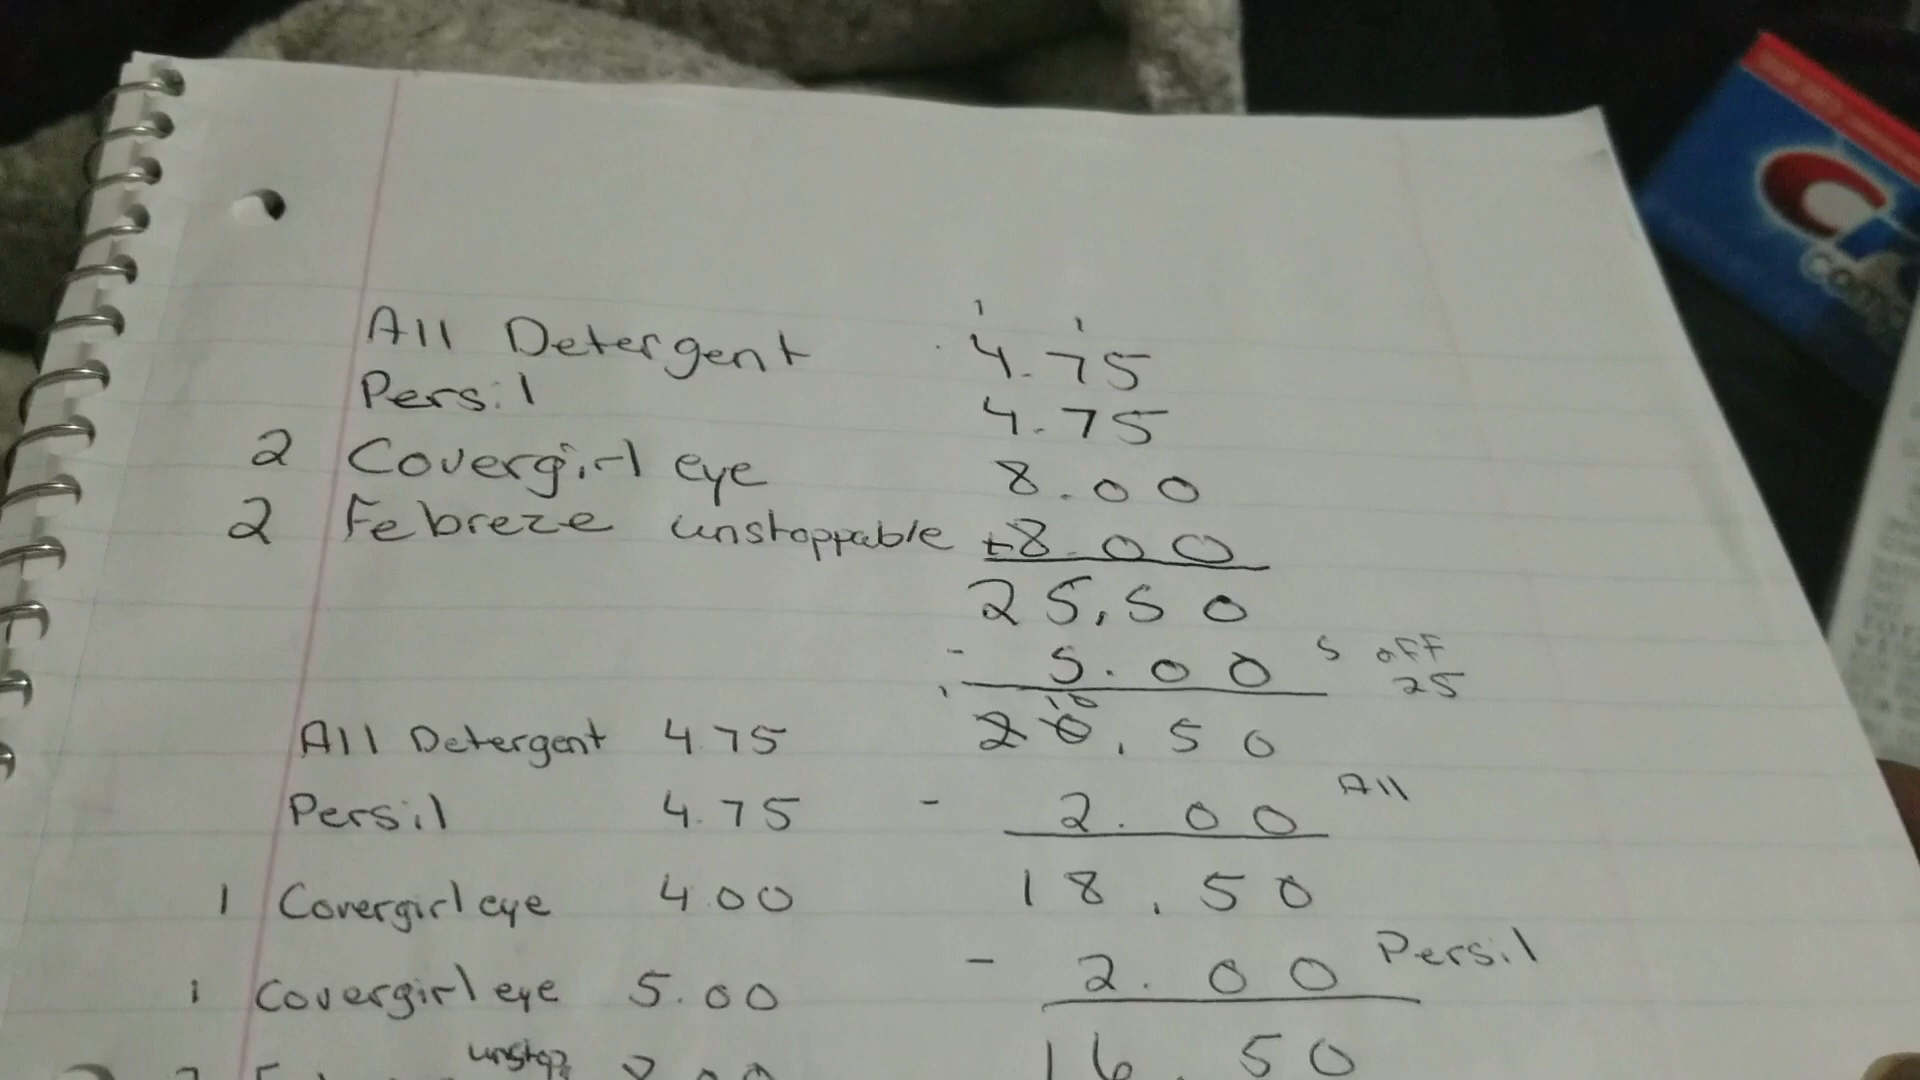 All Detergent 4.75
Persil 4.75
2 Covergirl eye 8.00
2 Febreze unstoppable +8.00
25.50
- 5.00 5 off 25
20.50
- 2.00 All
18.50
- 2.00 Persil
16.50
All Detergent 4.75
Persil 4.75
1 Covergirl eye 4.00
1 Covergirl eye 5.00